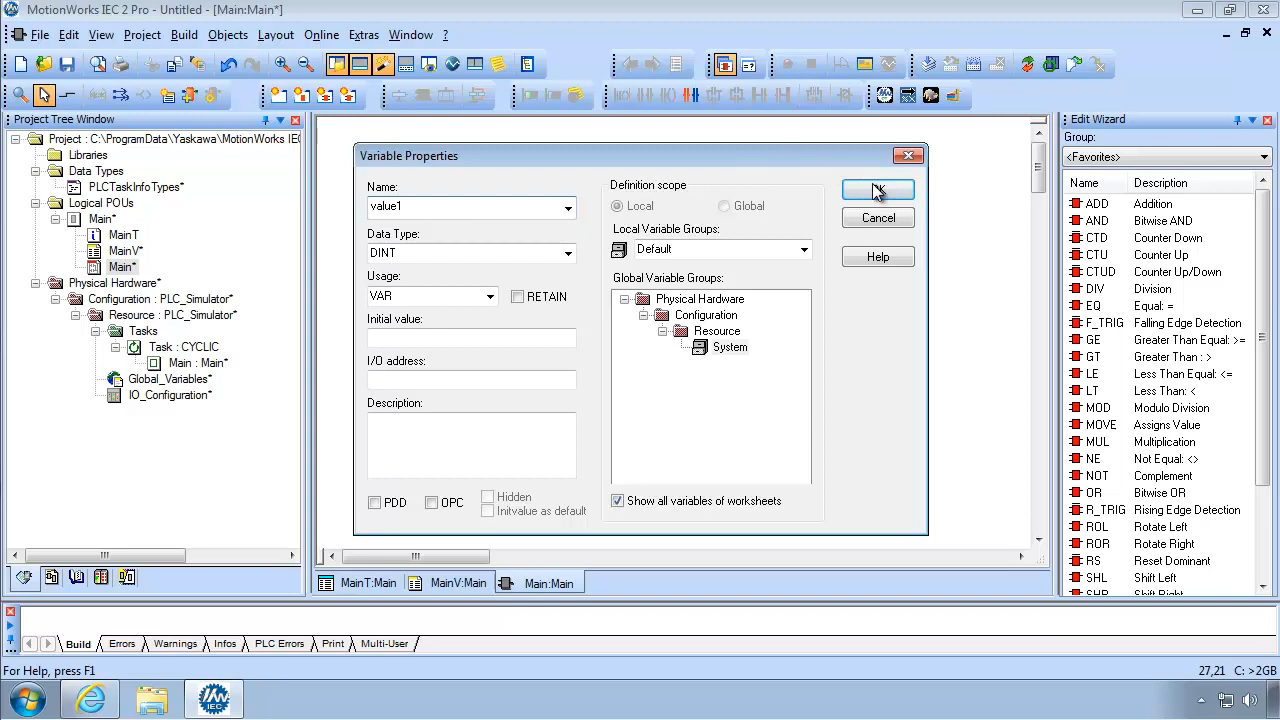 MotionWorks IEC 2 Pro - Untitled - [Main:Main*]
File Edit View Project Build Objects Layout Online Extras Window ?
Project Tree Window
Project : C:\ProgramData\Yaskawa\MotionWorks IEC
Libraries
Data Types
PLCTaskInfoTypes*
Logical POUs
Main*
MainT
MainV*
Main*
Physical Hardware*
Configuration : PLC_Simulator*
Resource : PLC_Simulator*
Tasks
Task : CYCLIC
Main : Main*
Global_Variables*
IO_Configuration*
Variable Properties
Name:
value1
Data Type:
DINT
Usage:
VAR
RETAIN
Initial value:
I/O address:
Description:
PDD
OPC
Hidden
Initvalue as default
Definition scope
Local
Global
Local Variable Groups:
Default
Global Variable Groups:
Physical Hardware
Configuration
Resource
System
Show all variables of worksheets
Cancel
Help
MainT:Main
MainV:Main
Main:Main
Edit Wizard
Group:
<Favorites>
Name Description
ADD Addition
AND Bitwise AND
CTD Counter Down
CTU Counter Up
CTUD Counter Up/Down
DIV Division
EQ Equal: =
F_TRIG Falling Edge Detection
GE Greater Than Equal: >=
GT Greater Than : >
LE Less Than Equal: <=
LT Less Than: <
MOD Modulo Division
MOVE Assigns Value
MUL Multiplication
NE Not Equal: <>
NOT Complement
OR Bitwise OR
R_TRIG Rising Edge Detection
ROL Rotate Left
ROR Rotate Right
RS Reset Dominant
SHL Shift Left
SHR Shift Right
Build Errors Warnings Infos PLC Errors Print Multi-User
For Help, press F1
27,21 C: >2GB
IEC